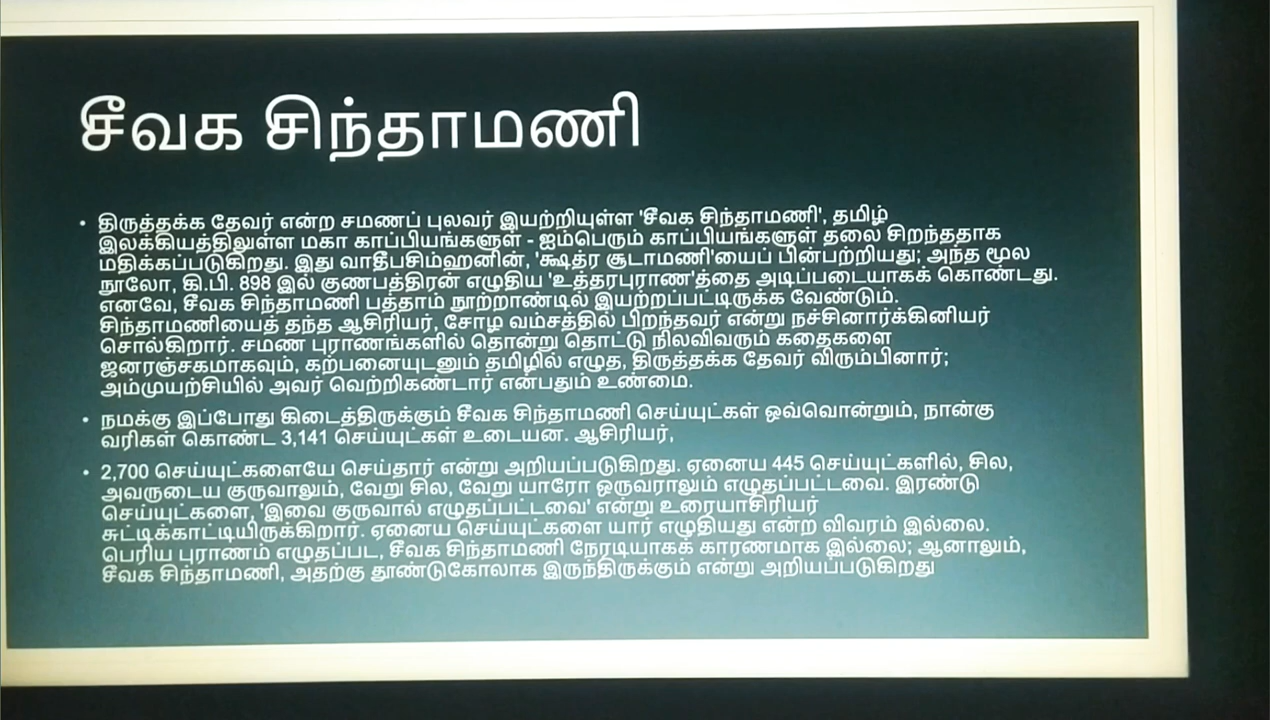 சீவக சிந்தாமணி
• திருத்தக்க தேவர் என்ற சமணப் புலவர் இயற்றியுள்ள 'சீவக சிந்தாமணி', தமிழ்
இலக்கியத்திலுள்ள மகா காப்பியங்களுள் - ஐம்பெரும் காப்பியங்களுள் தலை சிறந்ததாக
மதிக்கப்படுகிறது. இது வாதீபசிம்ஹனின், 'க்ஷத்ர சூடாமணி'யைப் பின்பற்றியது; அந்த மூல
நூலோ, கி.பி. 898 இல் குணபத்திரன் எழுதிய 'உத்தரபுராண'த்தை அடிப்படையாகக் கொண்டது.
எனவே, சீவக சிந்தாமணி பத்தாம் நூற்றாண்டில் இயற்றப்பட்டிருக்க வேண்டும்.
சிந்தாமணியைத் தந்த ஆசிரியர், சோழ வம்சத்தில் பிறந்தவர் என்று நச்சினார்க்கினியர்
சொல்கிறார். சமண புராணங்களில் தொன்று தொட்டு நிலவிவரும் கதைகளை
ஜனரஞ்சகமாகவும், கற்பனையுடனும் தமிழில் எழுத, திருத்தக்க தேவர் விரும்பினார்;
அம்முயற்சியில் அவர் வெற்றிகண்டார் என்பதும் உண்மை.
• நமக்கு இப்போது கிடைத்திருக்கும் சீவக சிந்தாமணி செய்யுட்கள் ஒவ்வொன்றும், நான்கு
வரிகள் கொண்ட 3,141 செய்யுட்கள் உடையன. ஆசிரியர்,
• 2,700 செய்யுட்களையே செய்தார் என்று அறியப்படுகிறது. ஏனைய 445 செய்யுட்களில், சில,
அவருடைய குருவாலும், வேறு சில, வேறு யாரோ ஒருவராலும் எழுதப்பட்டவை. இரண்டு
செய்யுட்களை, 'இவை குருவால் எழுதப்பட்டவை' என்று உரையாசிரியர்
சுட்டிக்காட்டியிருக்கிறார். ஏனைய செய்யுட்களை யார் எழுதியது என்ற விவரம் இல்லை.
பெரிய புராணம் எழுதப்பட, சீவக சிந்தாமணி நேரடியாகக் காரணமாக இல்லை; ஆனாலும்,
சீவக சிந்தாமணி, அதற்கு தூண்டுகோலாக இருந்திருக்கும் என்று அறியப்படுகிறது